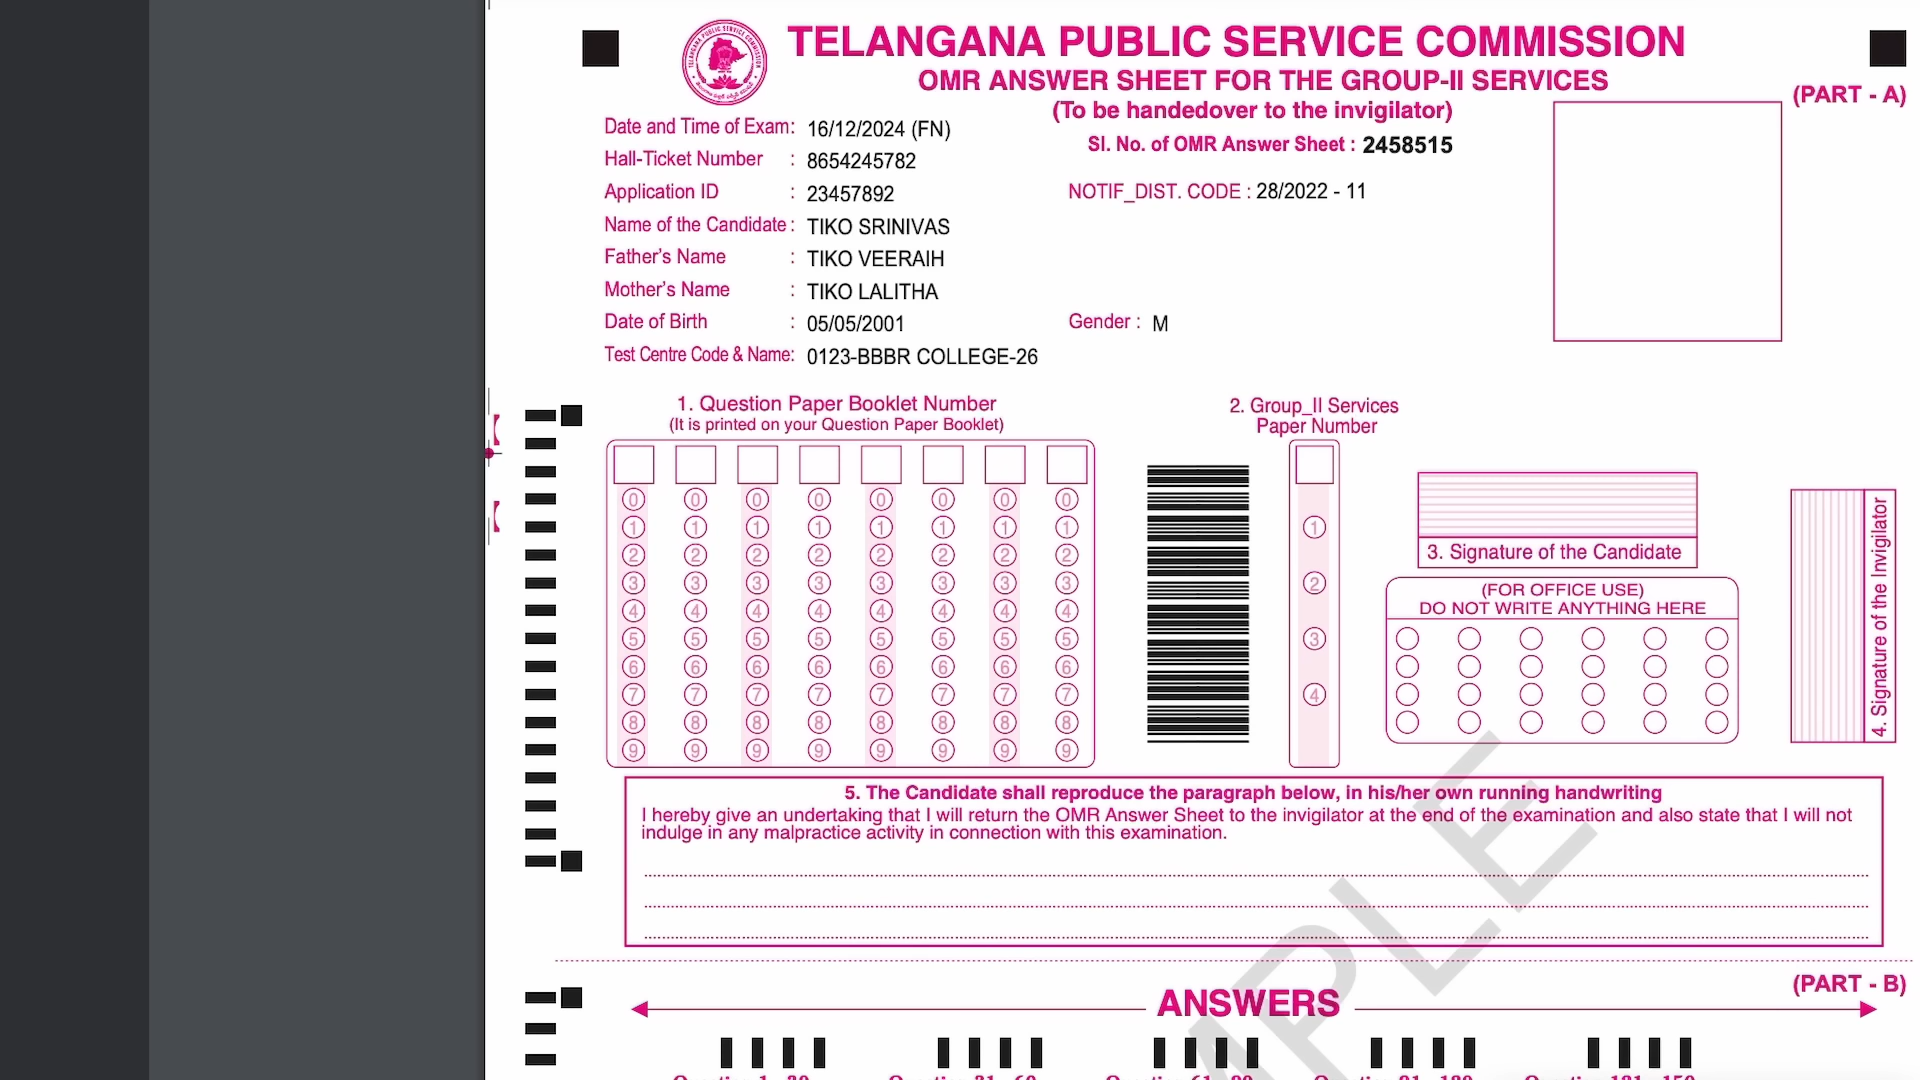 TELANGANA PUBLIC SERVICE COMMISSION
OMR ANSWER SHEET FOR THE GROUP-II SERVICES
(To be handedover to the invigilator)
(PART - A)
Date and Time of Exam: 16/12/2024 (FN)
Sl. No. of OMR Answer Sheet : 2458515
Hall-Ticket Number : 8654245782
Application ID : 23457892
NOTIF_DIST. CODE : 28/2022 - 11
Name of the Candidate : TIKO SRINIVAS
Father's Name : TIKO VEERAIH
Mother's Name : TIKO LALITHA
Date of Birth : 05/05/2001
Gender : M
Test Centre Code & Name: 0123-BBBR COLLEGE-26
1. Question Paper Booklet Number
(It is printed on your Question Paper Booklet)
0 0 0 0 0 0 0 0
1 1 1 1 1 1 1 1
2 2 2 2 2 2 2 2
3 3 3 3 3 3 3 3
4 4 4 4 4 4 4 4
5 5 5 5 5 5 5 5
6 6 6 6 6 6 6 6
7 7 7 7 7 7 7 7
8 8 8 8 8 8 8 8
9 9 9 9 9 9 9 9
2. Group_II Services
Paper Number
1
2
3
4
3. Signature of the Candidate
(FOR OFFICE USE)
DO NOT WRITE ANYTHING HERE
4. Signature of the Invigilator
5. The Candidate shall reproduce the paragraph below, in his/her own running handwriting
I hereby give an undertaking that I will return the OMR Answer Sheet to the invigilator at the end of the examination and also state that I will not
indulge in any malpractice activity in connection with this examination.
(PART - B)
ANSWERS